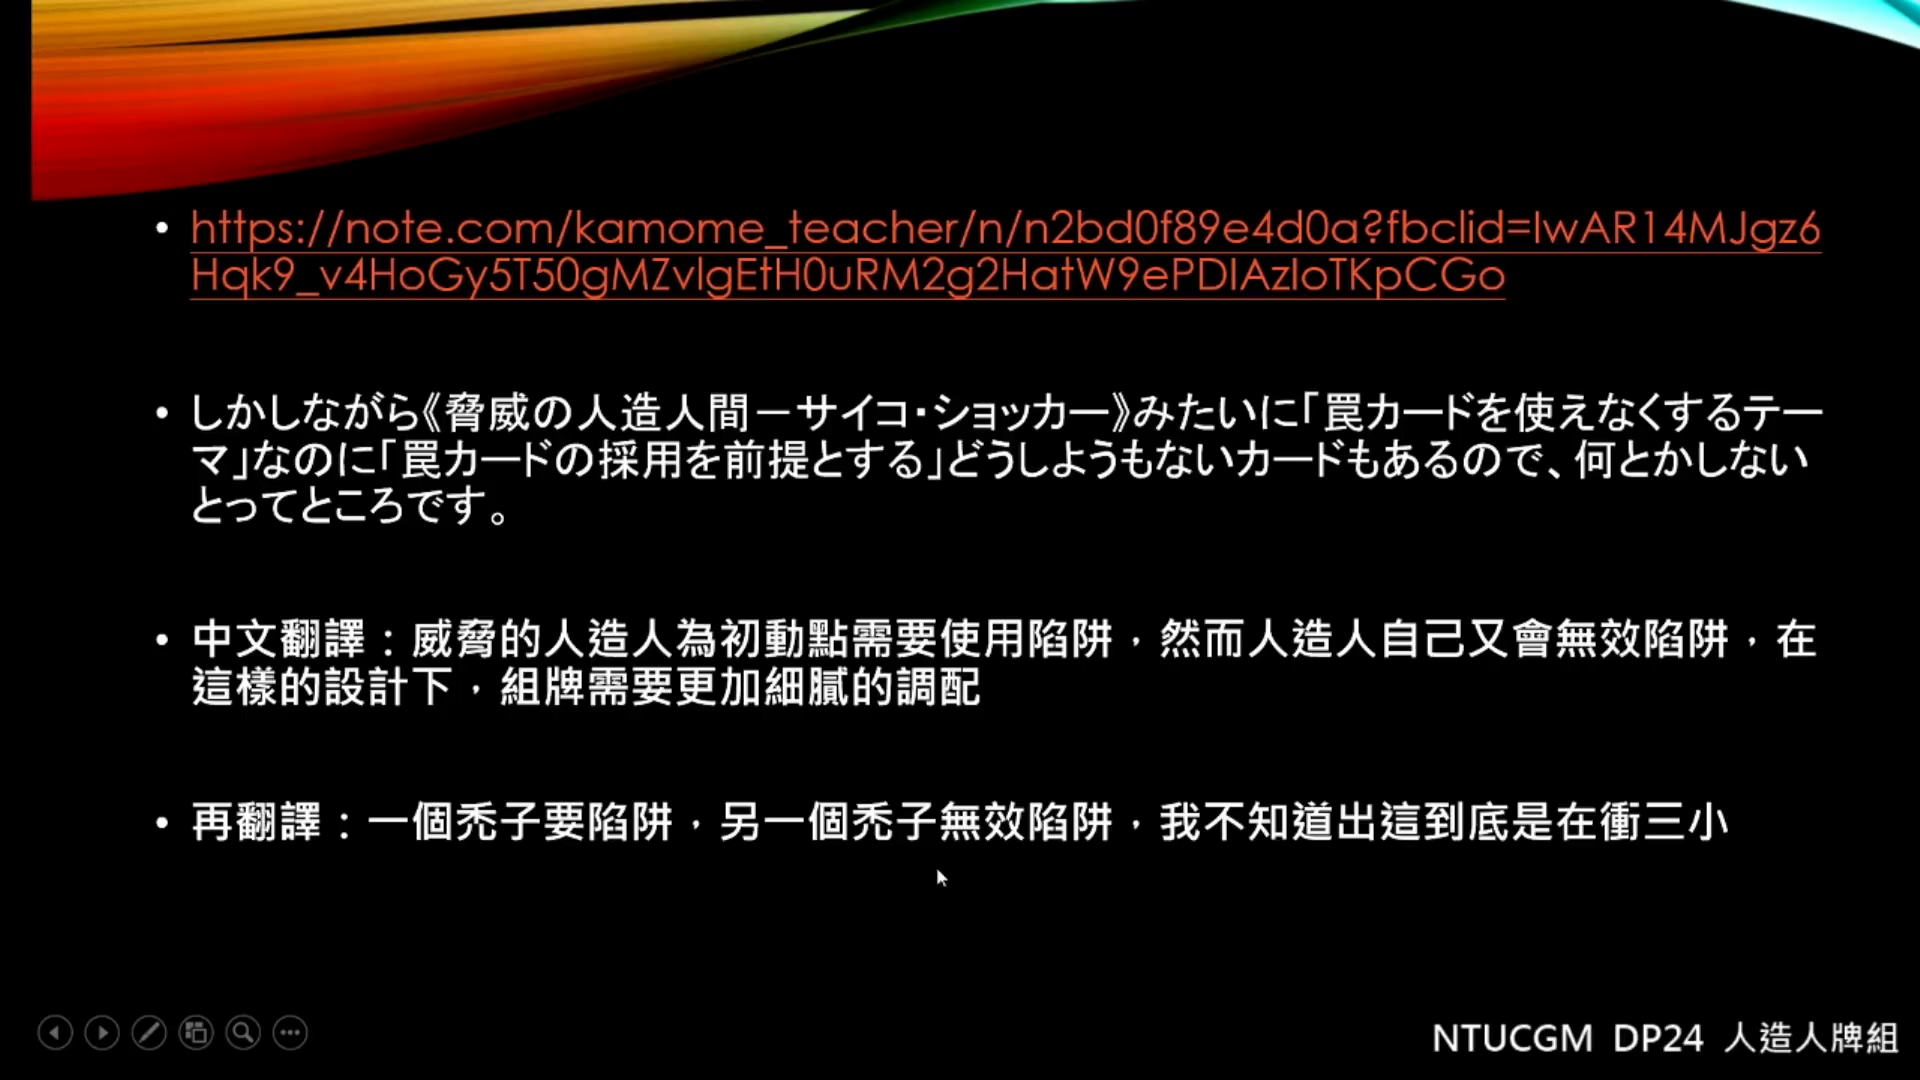 https://note.com/kamome_teacher/n/n2bd0f89e4d0a?fbclid=IwAR14MJgz6
Hqk9_v4HoGy5T50gMZvlgEtH0uRM2g2HatW9ePDIAzIoTKpCGo
しかしながら《脅威の人造人間－サイコ・ショッカー》みたいに「罠カードを使えなくするテー
マ」なのに「罠カードの採用を前提とする」どうしようもないカードもあるので、何とかしない
とってところです。
中文翻譯：威脅的人造人為初動點需要使用陷阱，然而人造人自己又會無效陷阱，在
這樣的設計下，組牌需要更加細膩的調配
再翻譯：一個禿子要陷阱，另一個禿子無效陷阱，我不知道出這到底是在衝三小
NTUCGM DP24 人造人牌組